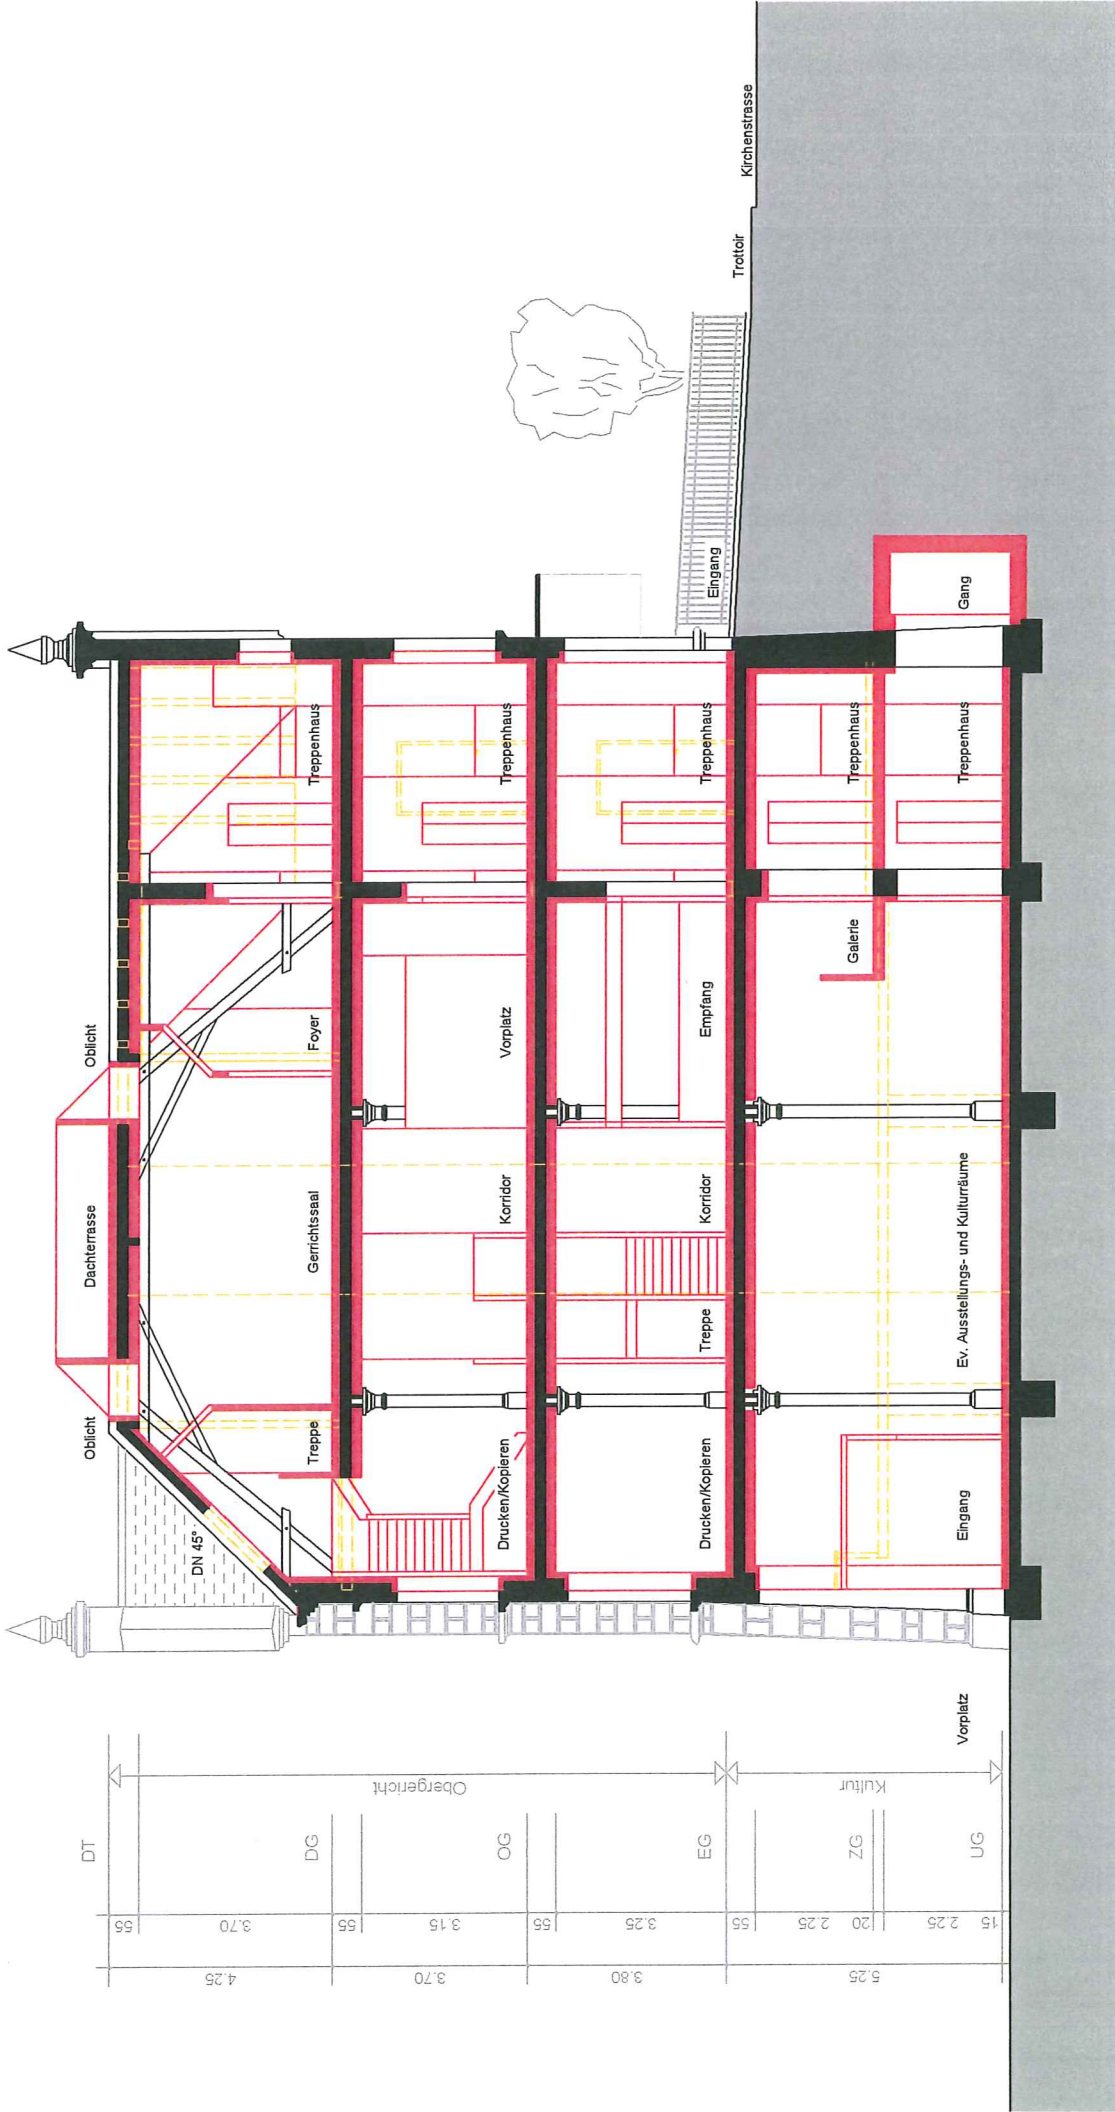 Oblicht
Dachterrasse
Oblicht
DN 45°
Treppe
Gerrichtssaal
Foyer
Treppenhaus
Drucken/Kopieren
Korridor
Vorplatz
Treppenhaus
Drucken/Kopieren
Treppe
Korridor
Empfang
Treppenhaus
Eingang
Trottoir
Kirchenstrasse
Galerie
Treppenhaus
Vorplatz
Eingang
Ev. Ausstellungs- und Kulturräume
Treppenhaus
Gang
DT
DG
OG
EG
ZG
UG
Obergericht
Kultur
55
3.70
55
3.15
55
3.25
55
2.25
20
2.25
15
4.25
3.70
3.80
5.25